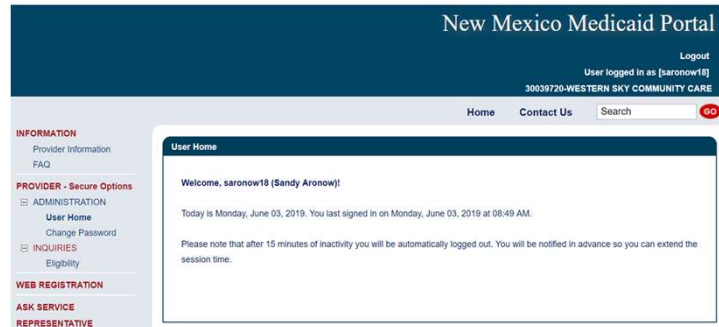 New Mexico Medicaid Portal
Logout
User logged in as [saronow18]
30039720-WESTERN SKY COMMUNITY CARE
Home Contact Us Search GO
INFORMATION
Provider Information
FAQ
PROVIDER - Secure Options
ADMINISTRATION
User Home
Change Password
INQUIRIES
Eligibility
WEB REGISTRATION
ASK SERVICE
REPRESENTATIVE
User Home
Welcome, saronow18 (Sandy Aronow)!
Today is Monday, June 03, 2019. You last signed in on Monday, June 03, 2019 at 08:49 AM.
Please note that after 15 minutes of inactivity you will be automatically logged out. You will be notified in advance so you can extend the
session time.